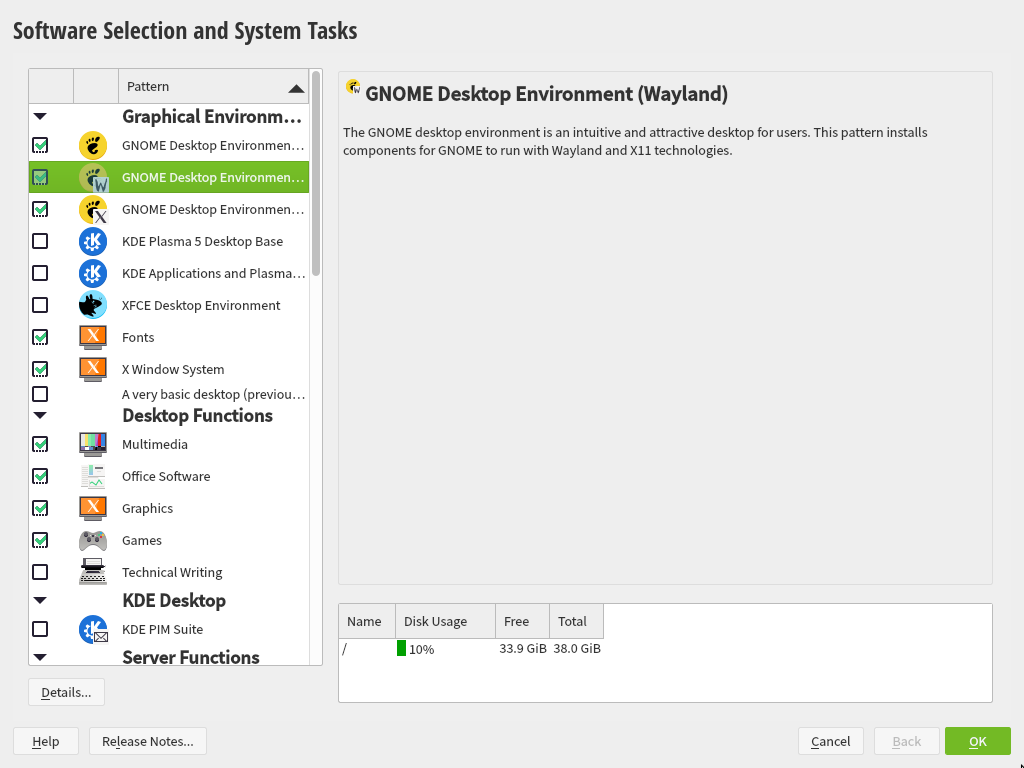 Software Selection and System Tasks
Pattern
Graphical Environm...
GNOME Desktop Environmen...
GNOME Desktop Environmen...
GNOME Desktop Environmen...
KDE Plasma 5 Desktop Base
KDE Applications and Plasma...
XFCE Desktop Environment
Fonts
X Window System
A very basic desktop (previou...
Desktop Functions
Multimedia
Office Software
Graphics
Games
Technical Writing
KDE Desktop
KDE PIM Suite
Server Functions
Details...
GNOME Desktop Environment (Wayland)
The GNOME desktop environment is an intuitive and attractive desktop for users. This pattern installs
components for GNOME to run with Wayland and X11 technologies.
Name Disk Usage Free Total
/ 10% 33.9 GiB 38.0 GiB
Help Release Notes... Cancel Back OK